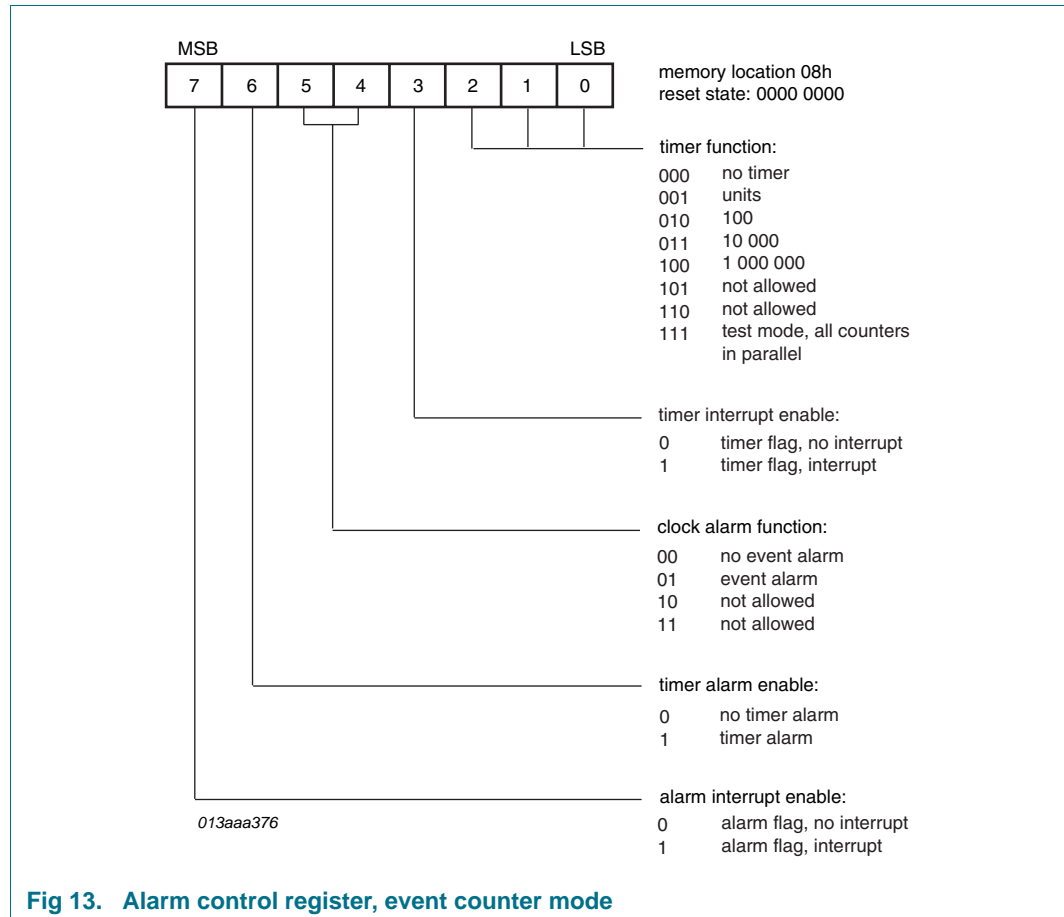 MSB LSB
7 6 5 4 3 2 1 0
memory location 08h
reset state: 0000 0000
timer function:
000 no timer
001 units
010 100
011 10 000
100 1 000 000
101 not allowed
110 not allowed
111 test mode, all counters
in parallel
timer interrupt enable:
0 timer flag, no interrupt
1 timer flag, interrupt
clock alarm function:
00 no event alarm
01 event alarm
10 not allowed
11 not allowed
timer alarm enable:
0 no timer alarm
1 timer alarm
alarm interrupt enable:
0 alarm flag, no interrupt
1 alarm flag, interrupt
013aaa376
Fig 13. Alarm control register, event counter mode